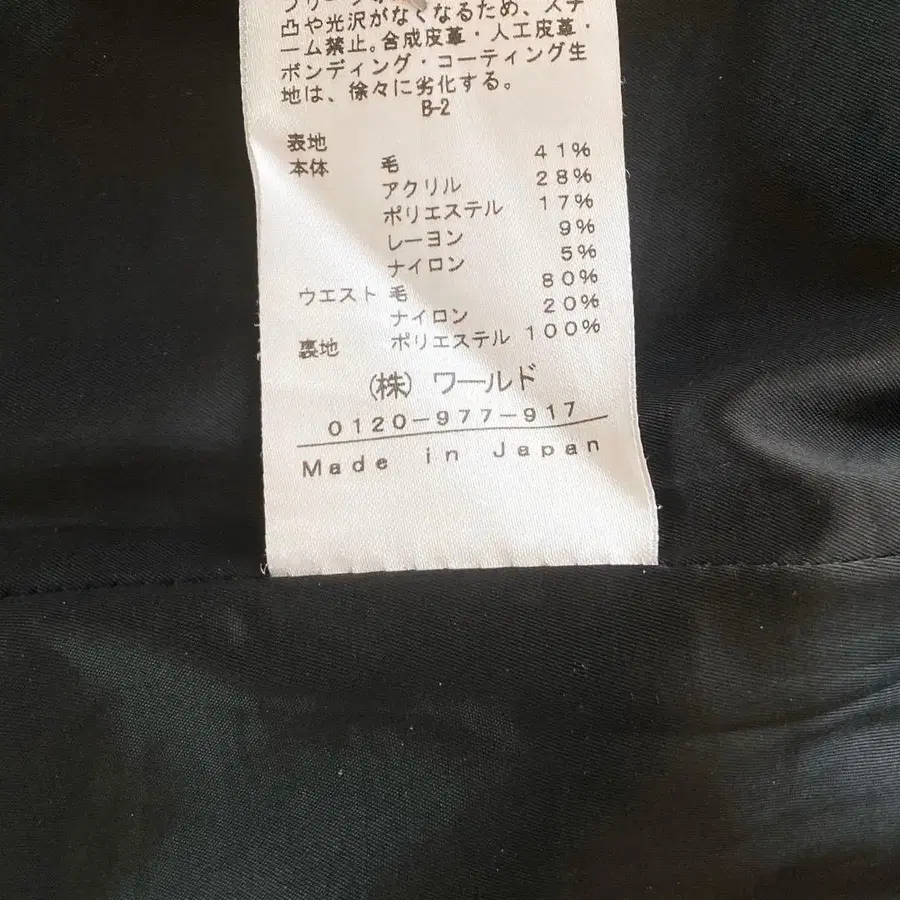 凸や光沢がなくなるため、スチ
ーム禁止。合成皮革・人工皮革・
ボンディング・コーティング生
地は、徐々に劣化する。
B-2
表地
本体 毛 41%
アクリル 28%
ポリエステル 17%
レーヨン 9%
ナイロン 5%
ウエスト 毛 80%
ナイロン 20%
裏地 ポリエステル 100%
(株) ワールド
0120-977-917
Made in Japan